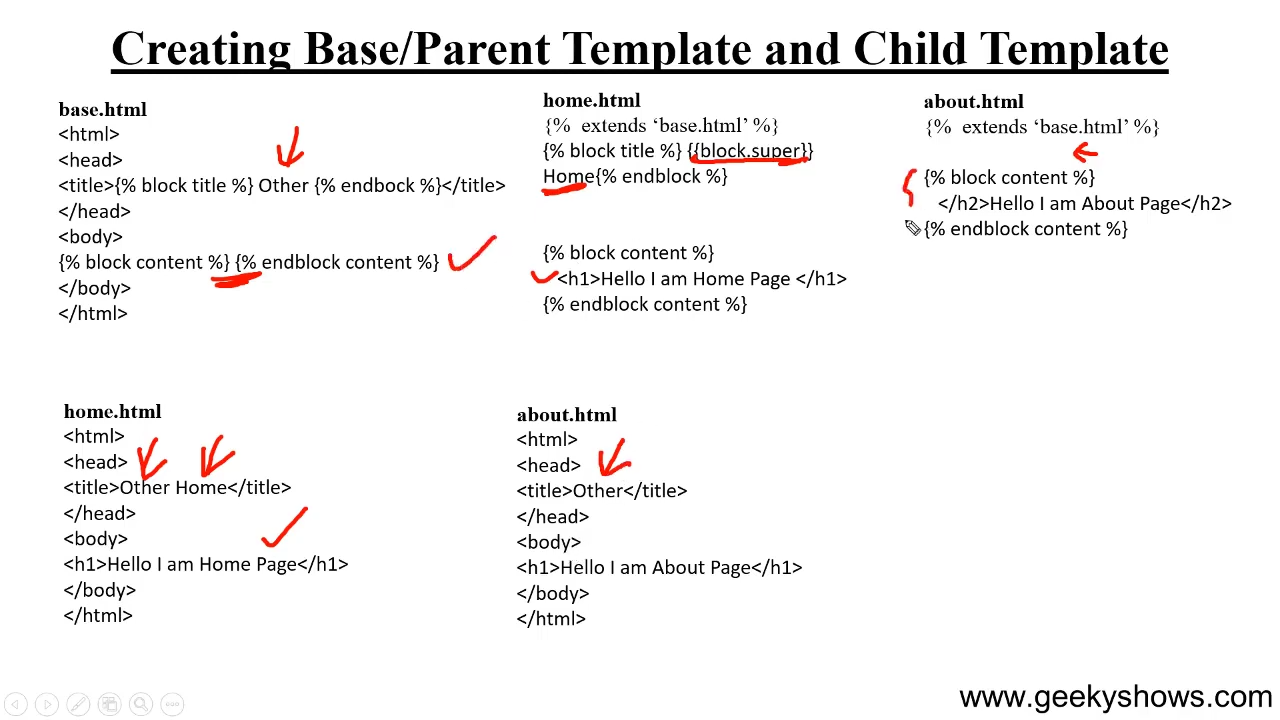 Creating Base/Parent Template and Child Template
base.html
<html>
<head>
<title>{% block title %} Other {% endbock %}</title>
</head>
<body>
{% block content %} {% endblock content %}
</body>
</html>
home.html
{% extends ‘base.html’ %}
{% block title %} {{block.super}}
Home{% endblock %}
{% block content %}
<h1>Hello I am Home Page </h1>
{% endblock content %}
about.html
{% extends ‘base.html’ %}
{% block content %}
</h2>Hello I am About Page</h2>
{% endblock content %}
home.html
<html>
<head>
<title>Other Home</title>
</head>
<body>
<h1>Hello I am Home Page</h1>
</body>
</html>
about.html
<html>
<head>
<title>Other</title>
</head>
<body>
<h1>Hello I am About Page</h1>
</body>
</html>
www.geekyshows.com